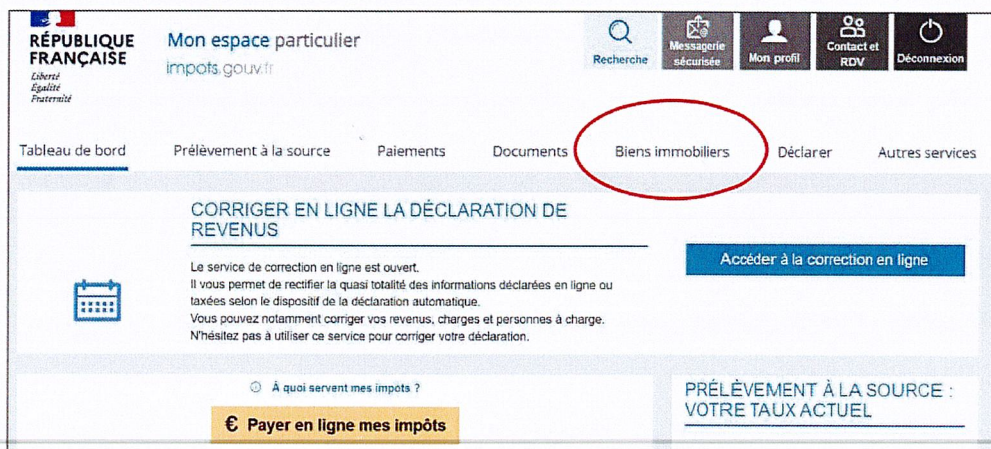 RÉPUBLIQUE
FRANÇAISE
Liberté
Égalité
Fraternité
Mon espace particulier
impots.gouv.fr
Recherche
Messagerie
sécurisée
Mon profil
Contact et
RDV
Déconnexion
Tableau de bord
Prélèvement à la source
Paiements
Documents
Biens immobiliers
Déclarer
Autres services
CORRIGER EN LIGNE LA DÉCLARATION DE
REVENUS
Le service de correction en ligne est ouvert.
Il vous permet de rectifier la quasi totalité des informations déclarées en ligne ou
taxées selon le dispositif de la déclaration automatique.
Vous pouvez notamment corriger vos revenus, charges et personnes à charge.
N'hésitez pas à utiliser ce service pour corriger votre déclaration.
Accéder à la correction en ligne
À quoi servent mes impôts ?
€ Payer en ligne mes impôts
PRÉLÈVEMENT À LA SOURCE :
VOTRE TAUX ACTUEL